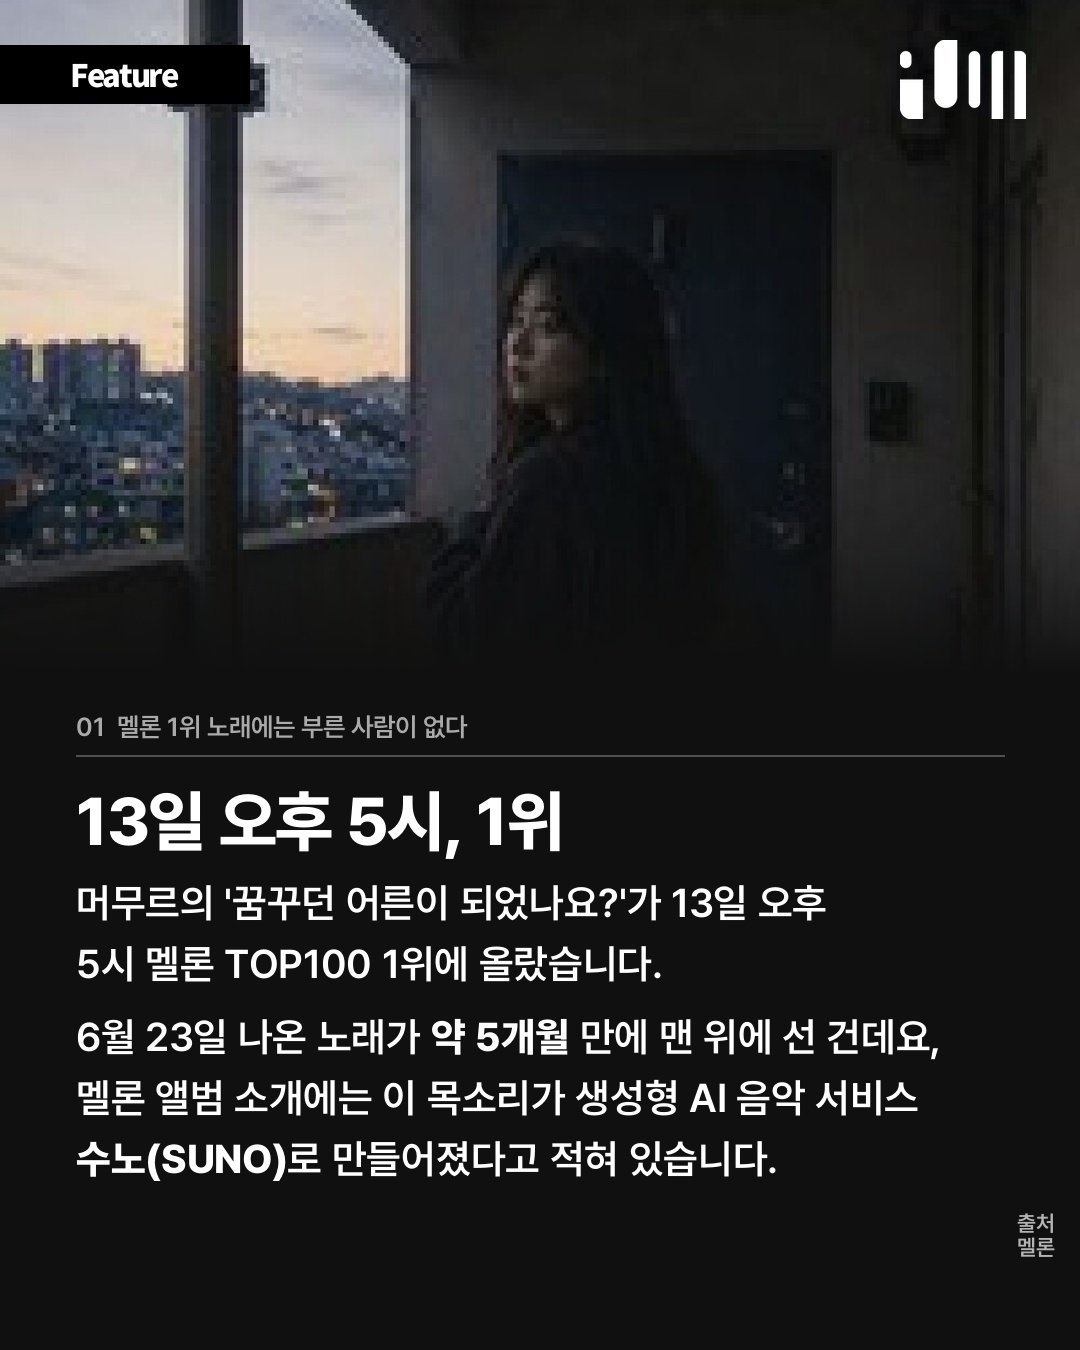 Feature
idm
01 멜론 1위 노래에는 부른 사람이 없다
13일 오후 5시, 1위
머무르의 '꿈꾸던 어른이 되었나요?'가 13일 오후
5시 멜론 TOP100 1위에 올랐습니다.
6월 23일 나온 노래가 약 5개월 만에 맨 위에 선 건데요,
멜론 앨범 소개에는 이 목소리가 생성형 AI 음악 서비스
수노(SUNO)로 만들어졌다고 적혀 있습니다.
출처
멜론